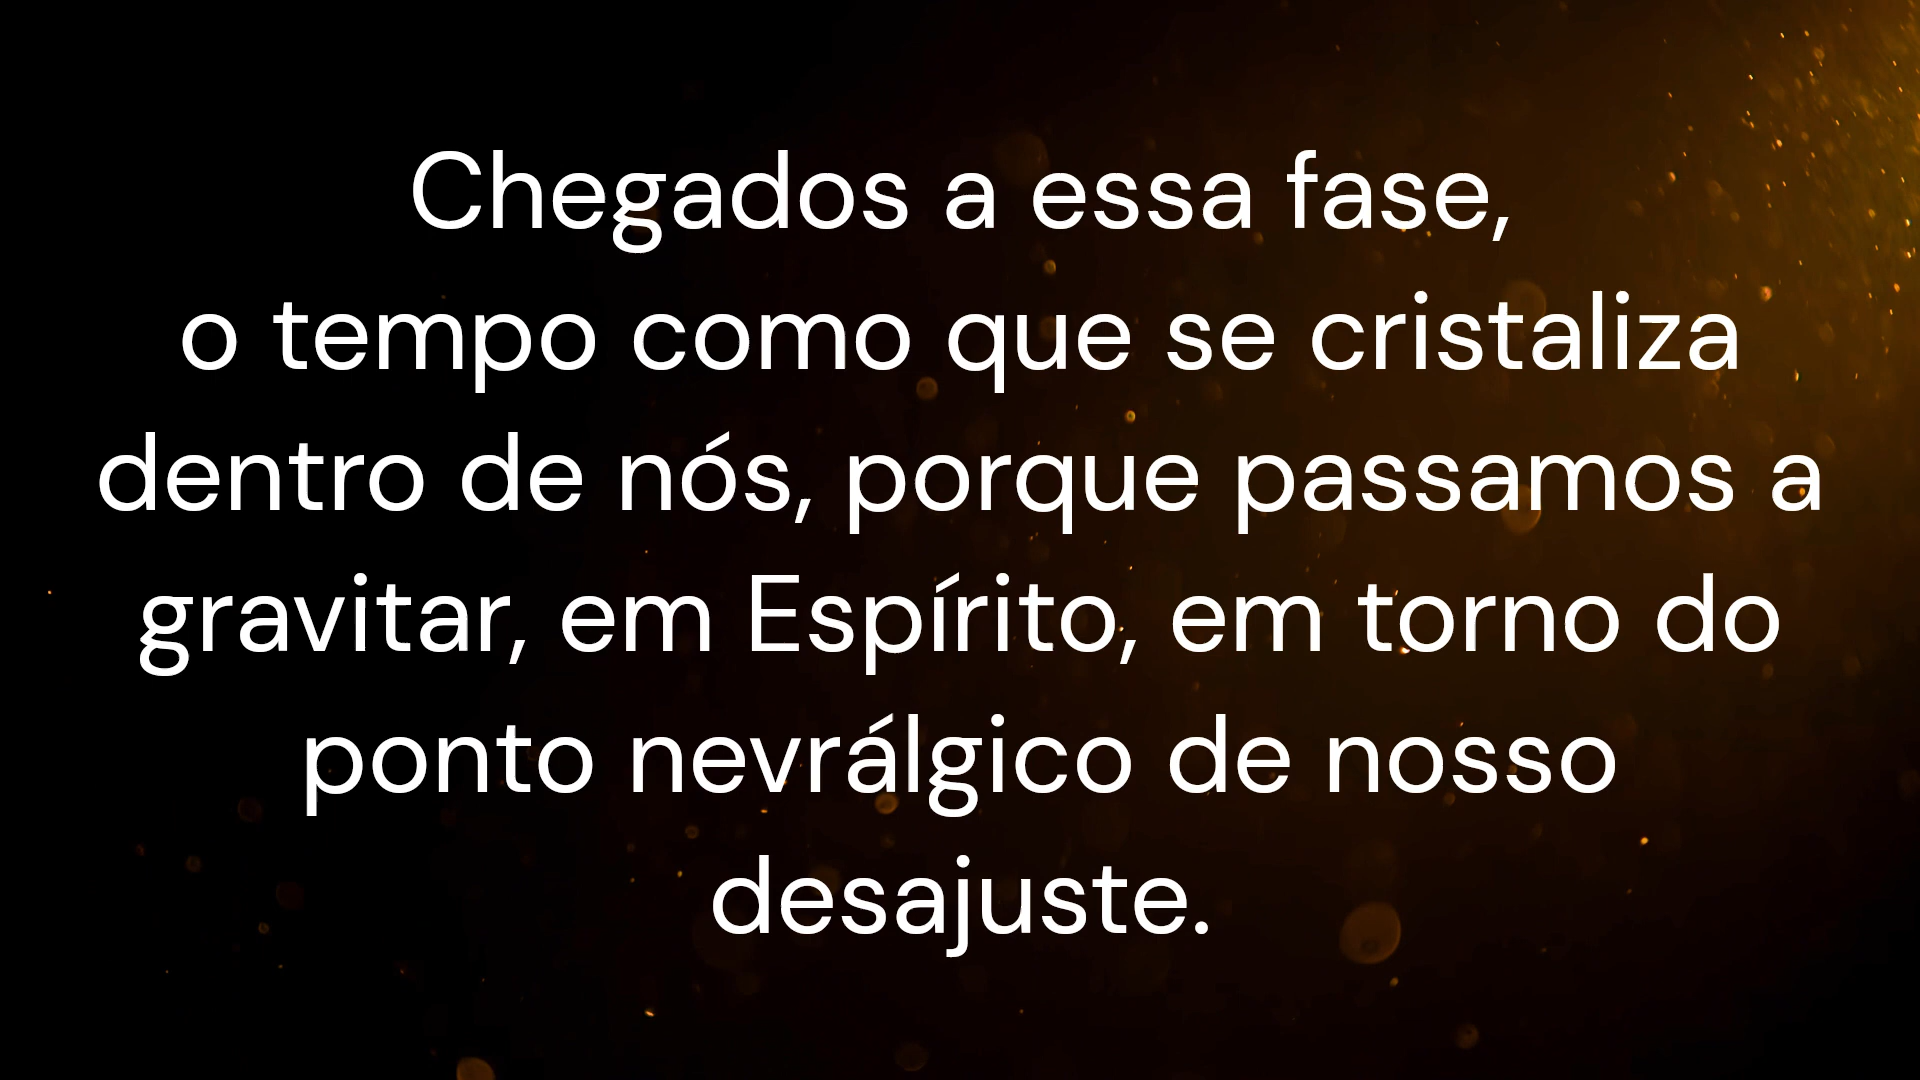 Chegados a essa fase,
o tempo como que se cristaliza
dentro de nós, porque passamos a
gravitar, em Espírito, em torno do
ponto nevrálgico de nosso
desajuste.